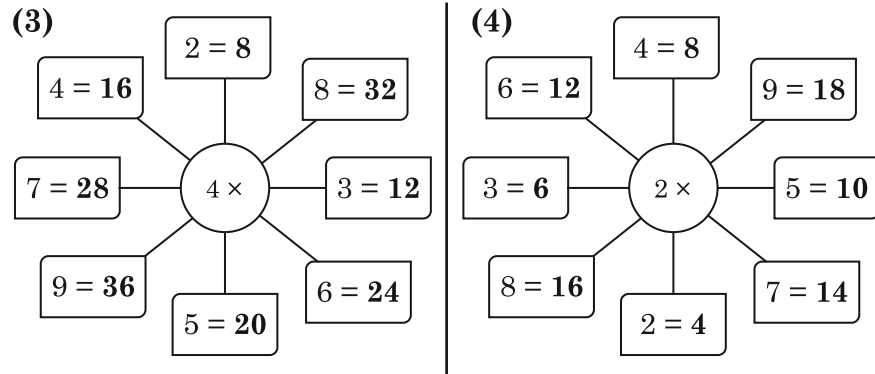 (3)
2 = 8
4 = 16
8 = 32
7 = 28
4 ×
3 = 12
9 = 36
6 = 24
5 = 20
(4)
4 = 8
6 = 12
9 = 18
3 = 6
2 ×
5 = 10
8 = 16
7 = 14
2 = 4